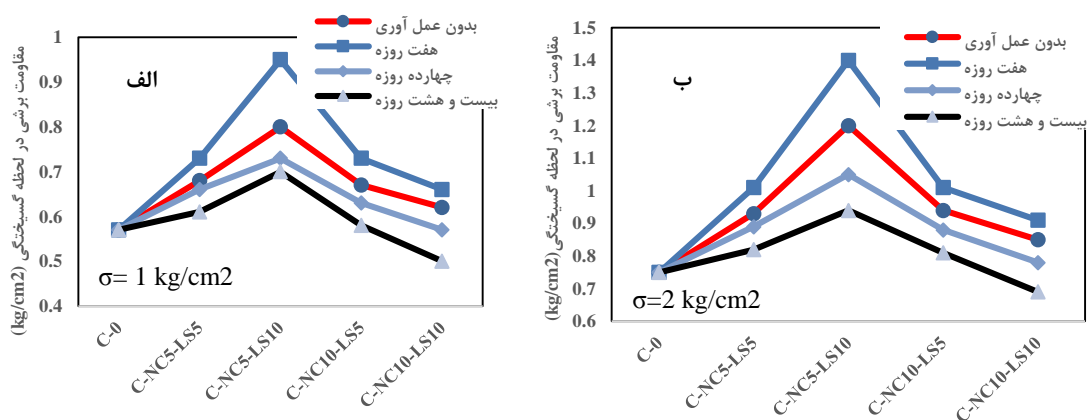 مقاومت برشی در لحظه گسیختگی (kg/cm2)
1
0.9
0.8
0.7
0.6
0.5
0.4
الف
بدون عمل آوری
هفت روزه
چهارده روزه
بیست و هشت روزه
σ= 1 kg/cm2
C-0
C-NC5-LS5
C-NC5-LS10
C-NC10-LS5
C-NC10-LS10
مقاومت برشی در لحظه گسیختگی(kg/cm2)
1.5
1.4
1.3
1.2
1.1
1
0.9
0.8
0.7
0.6
ب
بدون عمل آوری
هفت روزه
چهارده روزه
بیست و هشت روزه
σ=2 kg/cm2
C-0
C-NC5-LS5
C-NC5-LS10
C-NC10-LS5
C-NC10-LS10